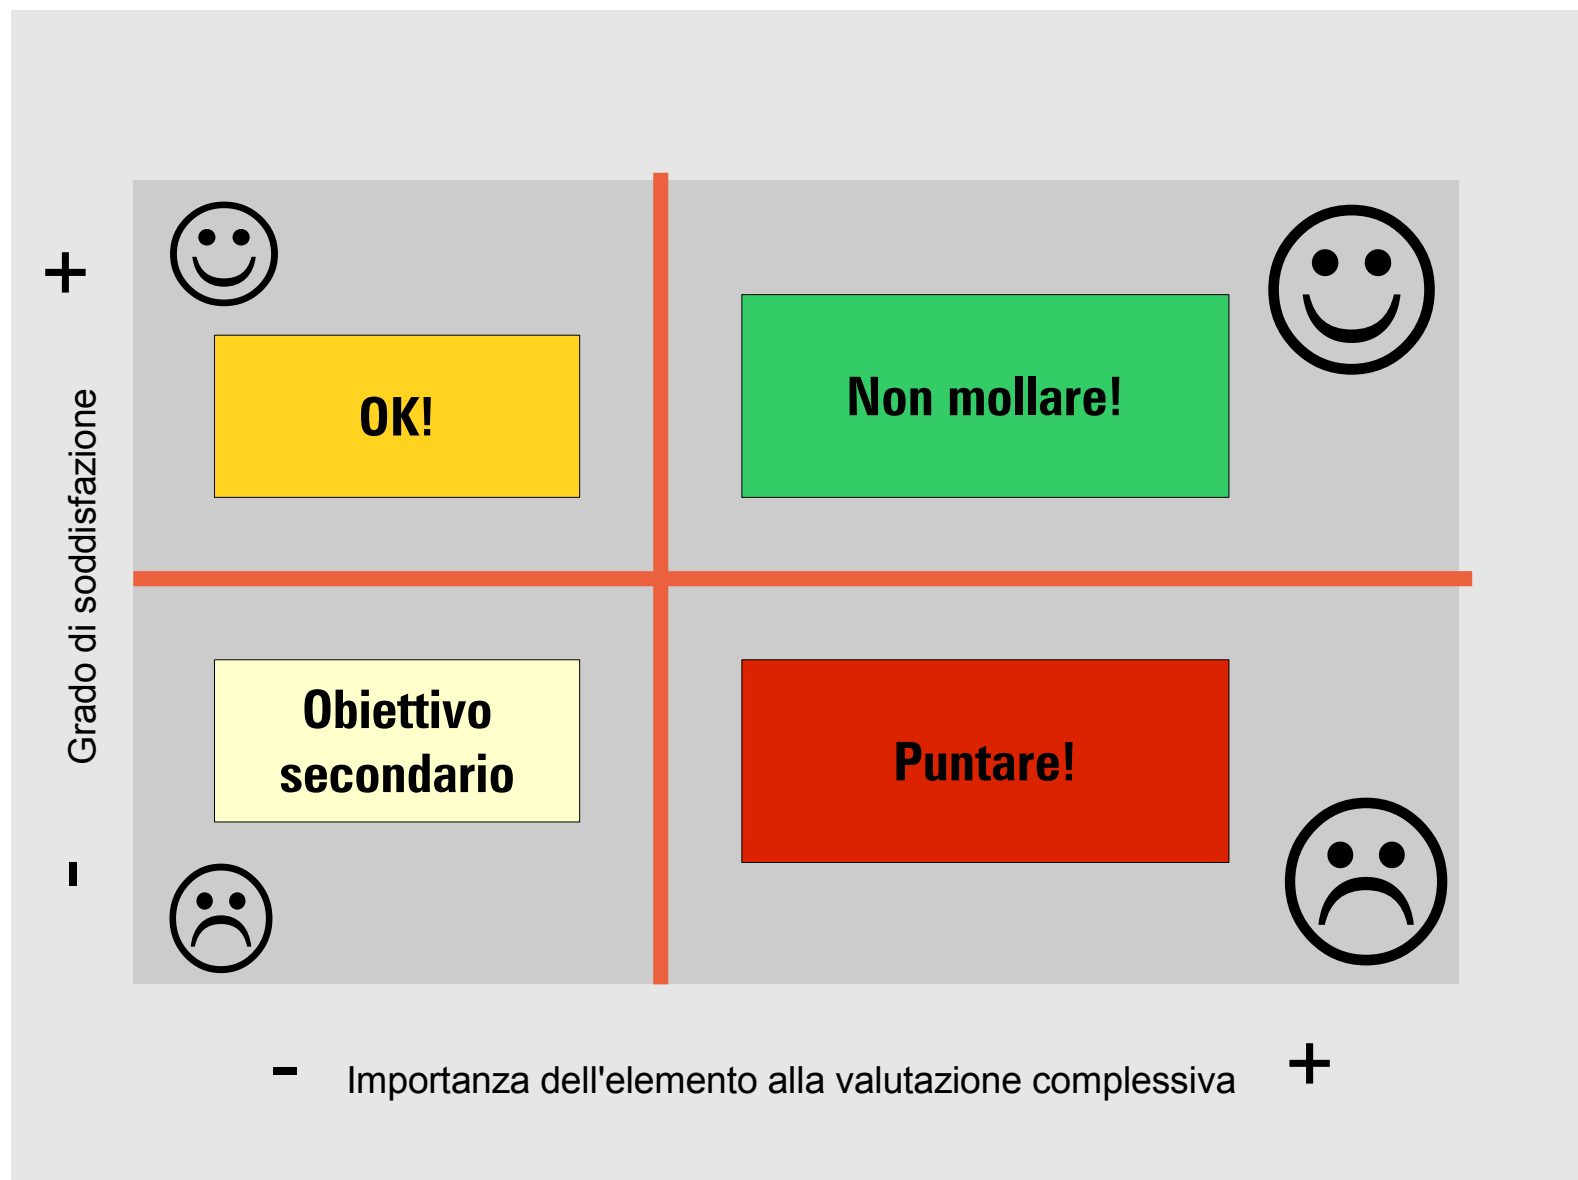 +
Grado di soddisfazione
-
OK!
Non mollare!
Obiettivo
secondario
Puntare!
- Importanza dell'elemento alla valutazione complessiva +